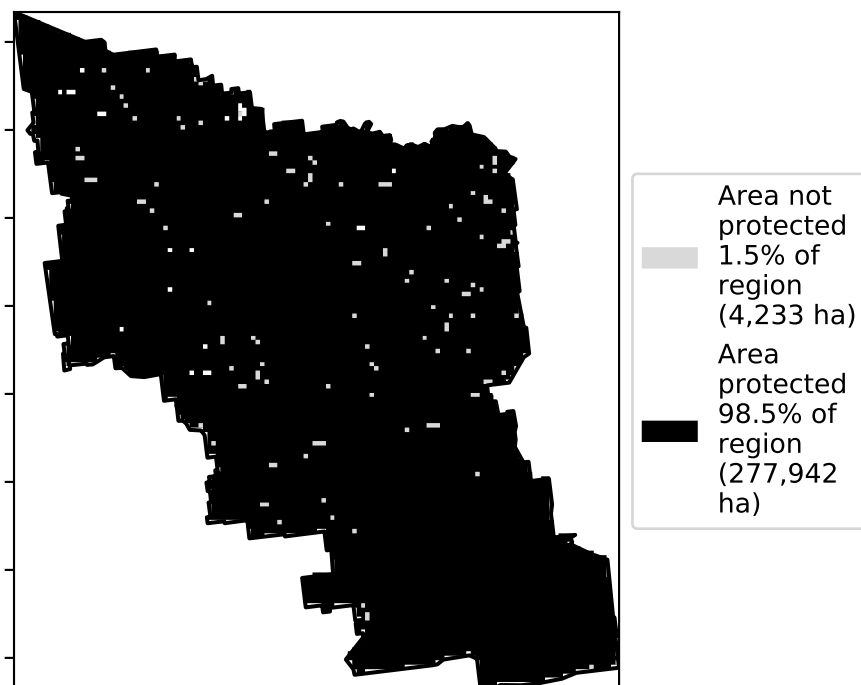 Area not
protected
1.5% of
region
(4,233 ha)
Area
protected
98.5% of
region
(277,942
ha)